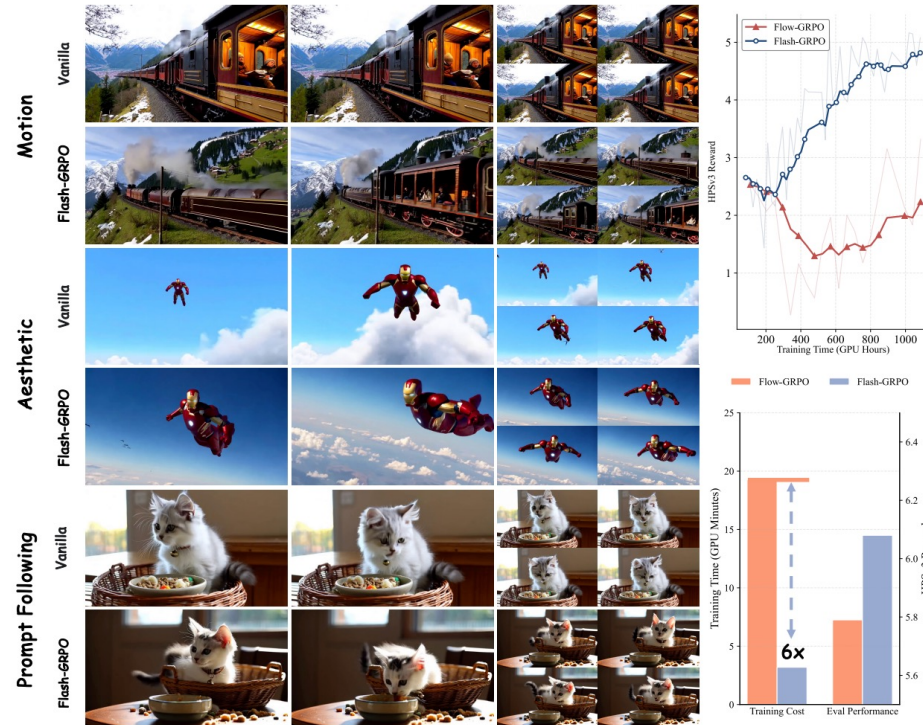 Motion
Vanilla
Flash-GRPO
Aesthetic
Vanilla
Flash-GRPO
Prompt Following
Vanilla
Flash-GRPO
Flow-GRPO
Flash-GRPO
HPSv3 Reward
5
4
3
2
1
200 400 600 800 1000
Training Time (GPU Hours)
Flow-GRPO Flash-GRPO
Training Time (GPU Minutes)
25
20
15
10
5
0
6x
6.4
6.2
6.0
5.8
5.6
Training Cost Eval Performance